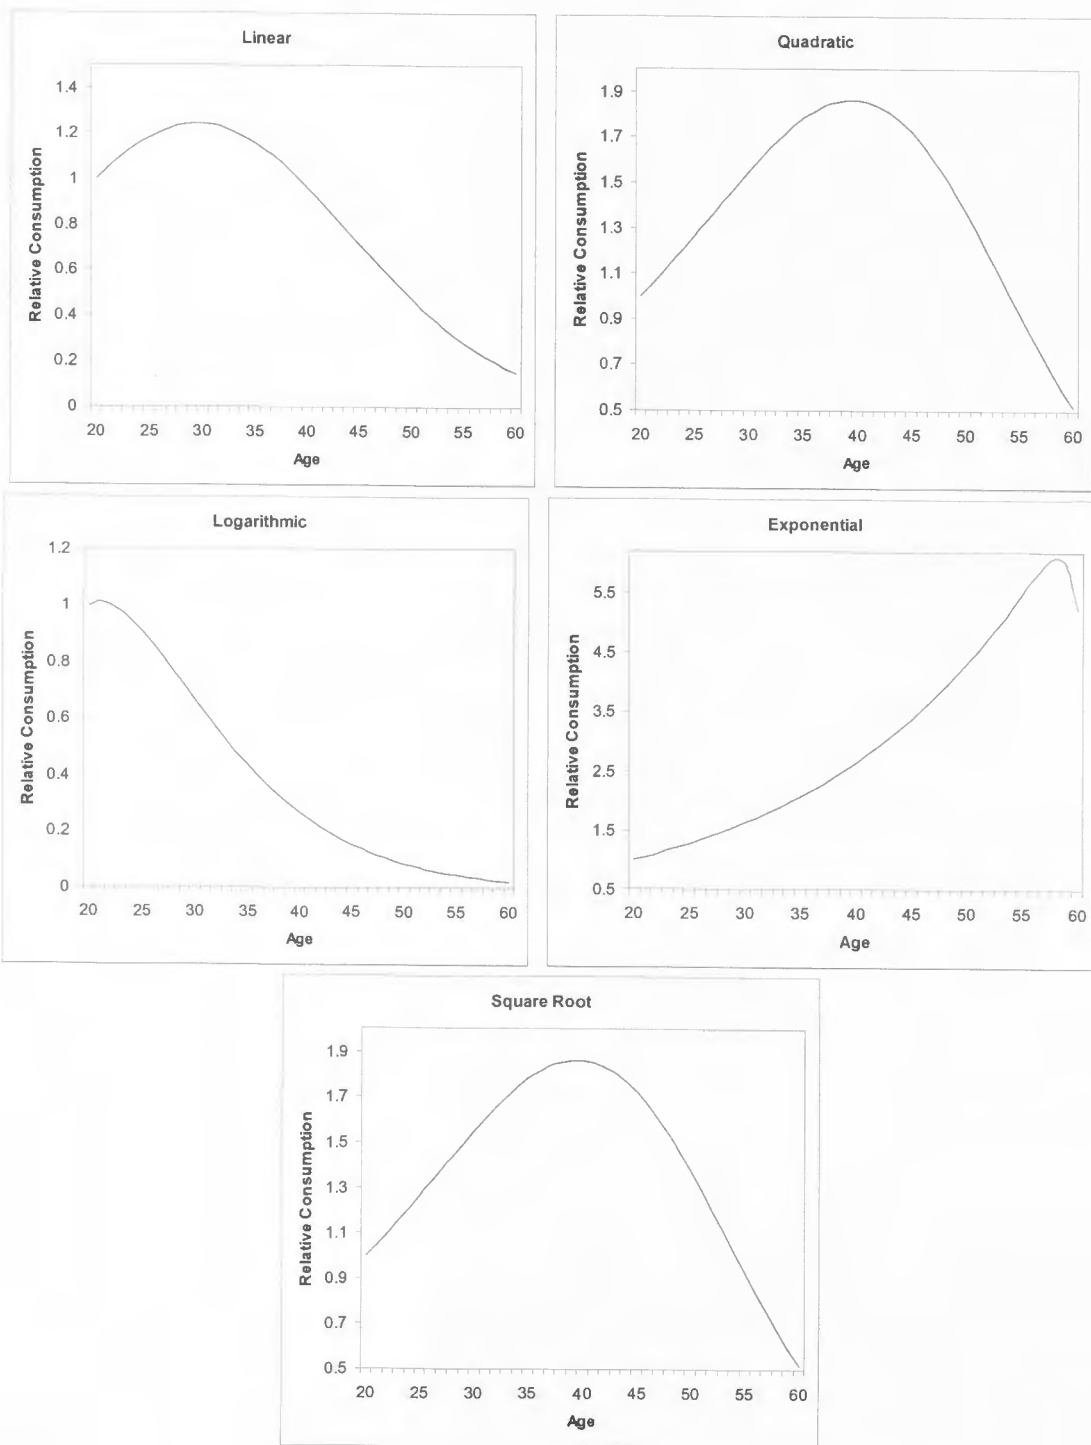 Linear
Relative Consumption
1.4
1.2
1
0.8
0.6
0.4
0.2
0
20 25 30 35 40 45 50 55 60
Age
Quadratic
Relative Consumption
1.9
1.7
1.5
1.3
1.1
0.9
0.7
0.5
20 25 30 35 40 45 50 55 60
Age
Logarithmic
Relative Consumption
1.2
1
0.8
0.6
0.4
0.2
0
20 25 30 35 40 45 50 55 60
Age
Exponential
Relative Consumption
5.5
4.5
3.5
2.5
1.5
0.5
20 25 30 35 40 45 50 55 60
Age
Square Root
Relative Consumption
1.9
1.7
1.5
1.3
1.1
0.9
0.7
0.5
20 25 30 35 40 45 50 55 60
Age